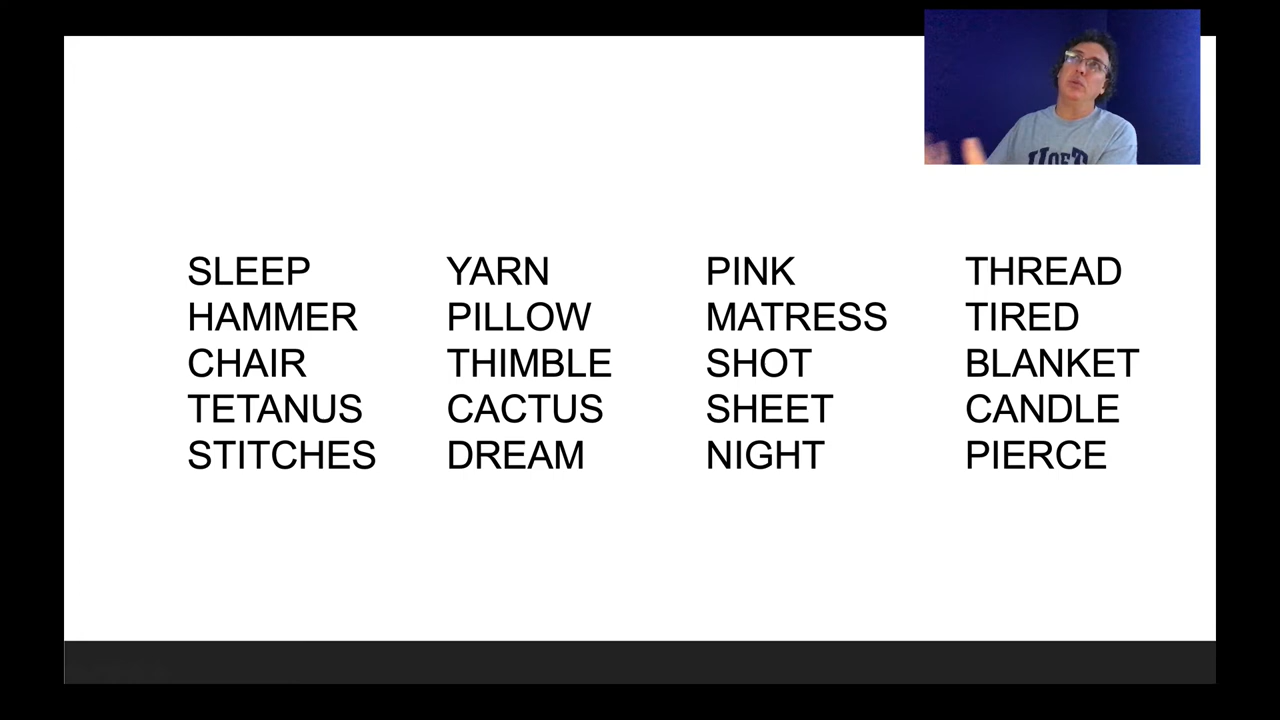 SLEEP YARN PINK THREAD
HAMMER PILLOW MATRESS TIRED
CHAIR THIMBLE SHOT BLANKET
TETANUS CACTUS SHEET CANDLE
STITCHES DREAM NIGHT PIERCE
UOFT